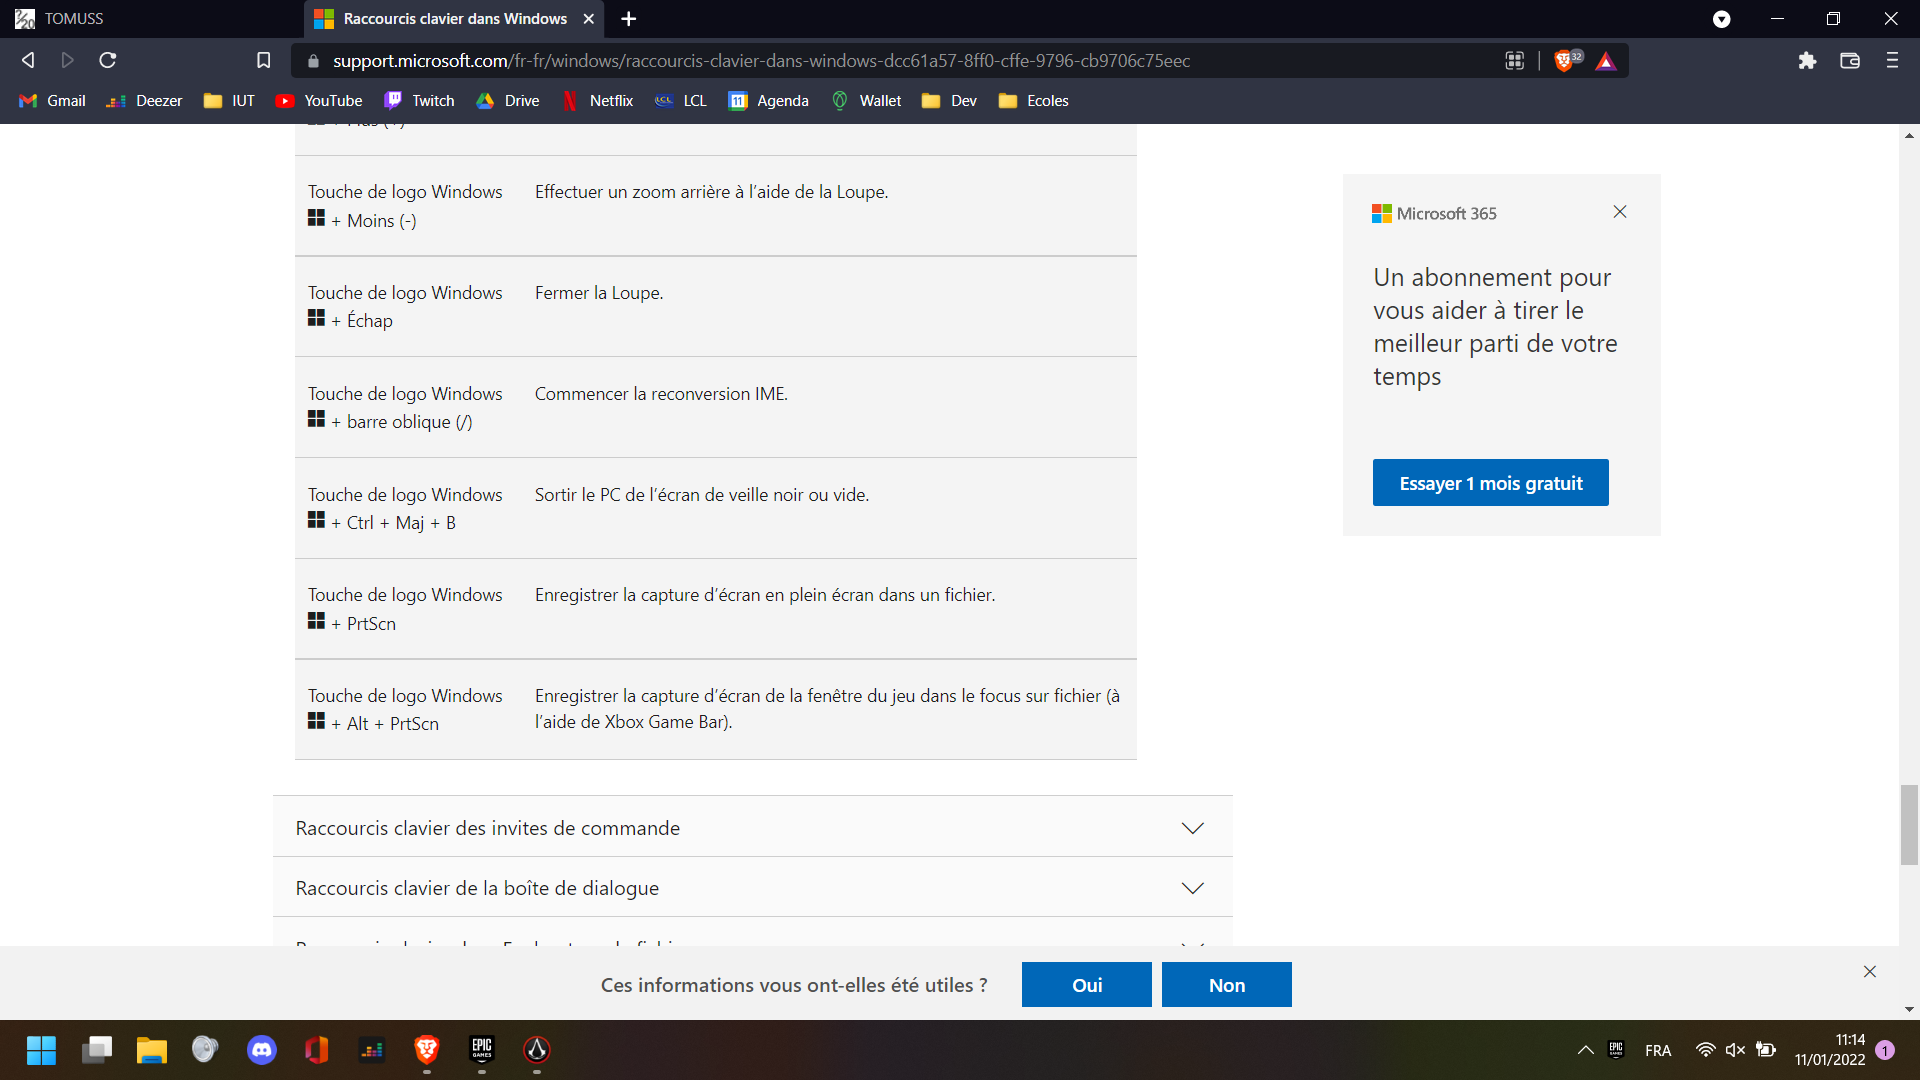 TOMUSS
Raccourcis clavier dans Windows
support.microsoft.com/fr-fr/windows/raccourcis-clavier-dans-windows-dcc61a57-8ff0-cffe-9796-cb9706c75eec
32
Gmail
Deezer
IUT
YouTube
Twitch
Drive
Netflix
LCL
LCL
11
Agenda
Wallet
Dev
Ecoles
Touche de logo Windows
+ Moins (-)
Effectuer un zoom arrière à l’aide de la Loupe.
Touche de logo Windows
+ Échap
Fermer la Loupe.
Touche de logo Windows
+ barre oblique (/)
Commencer la reconversion IME.
Touche de logo Windows
+ Ctrl + Maj + B
Sortir le PC de l’écran de veille noir ou vide.
Touche de logo Windows
+ PrtScn
Enregistrer la capture d’écran en plein écran dans un fichier.
Touche de logo Windows
+ Alt + PrtScn
Enregistrer la capture d’écran de la fenêtre du jeu dans le focus sur fichier (à
l’aide de Xbox Game Bar).
Microsoft 365
Un abonnement pour
vous aider à tirer le
meilleur parti de votre
temps
Essayer 1 mois gratuit
Raccourcis clavier des invites de commande
Raccourcis clavier de la boîte de dialogue
Ces informations vous ont-elles été utiles ?
Oui
Non
EPIC
GAMES
EPIC
FRA
11:14
11/01/2022
1